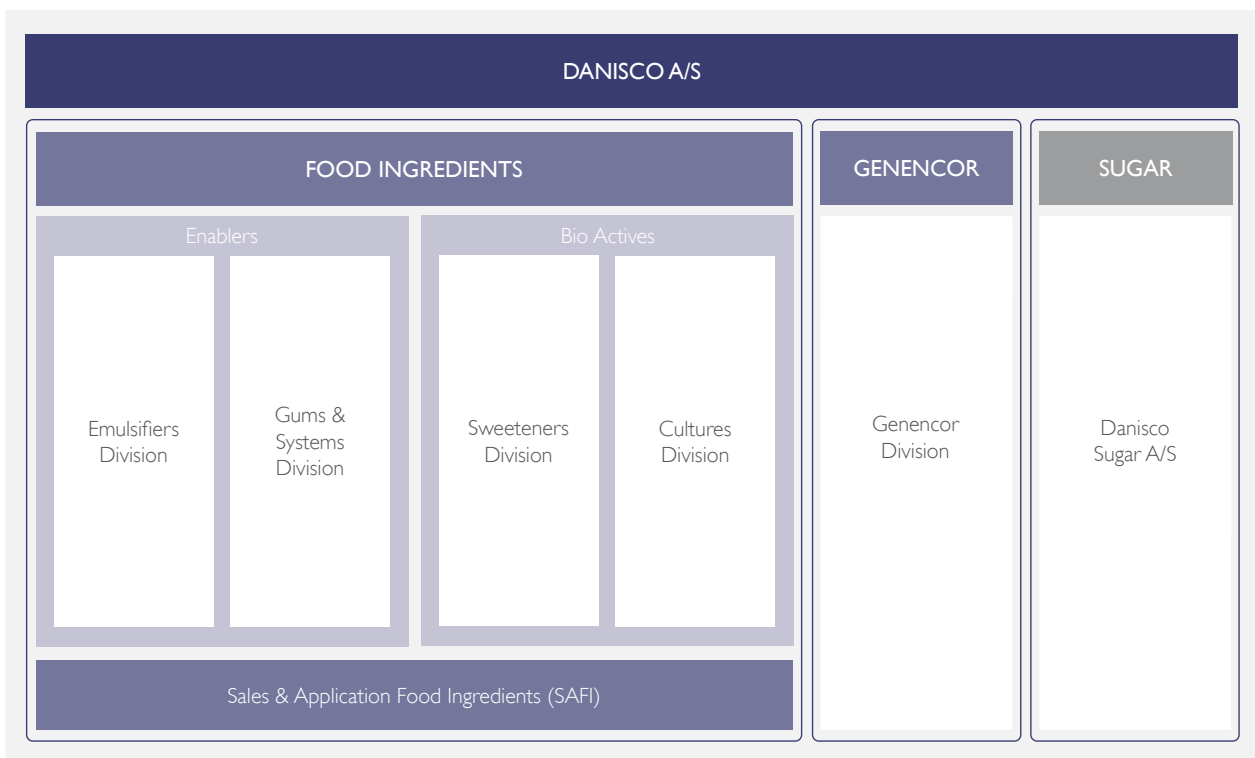 DANISCO A/S
FOOD INGREDIENTS
GENENCOR
SUGAR
Enablers
Bio Actives
Emulsifiers
Division
Gums &
Systems
Division
Sweeteners
Division
Cultures
Division
Genencor
Division
Danisco
Sugar A/S
Sales & Application Food Ingredients (SAFI)